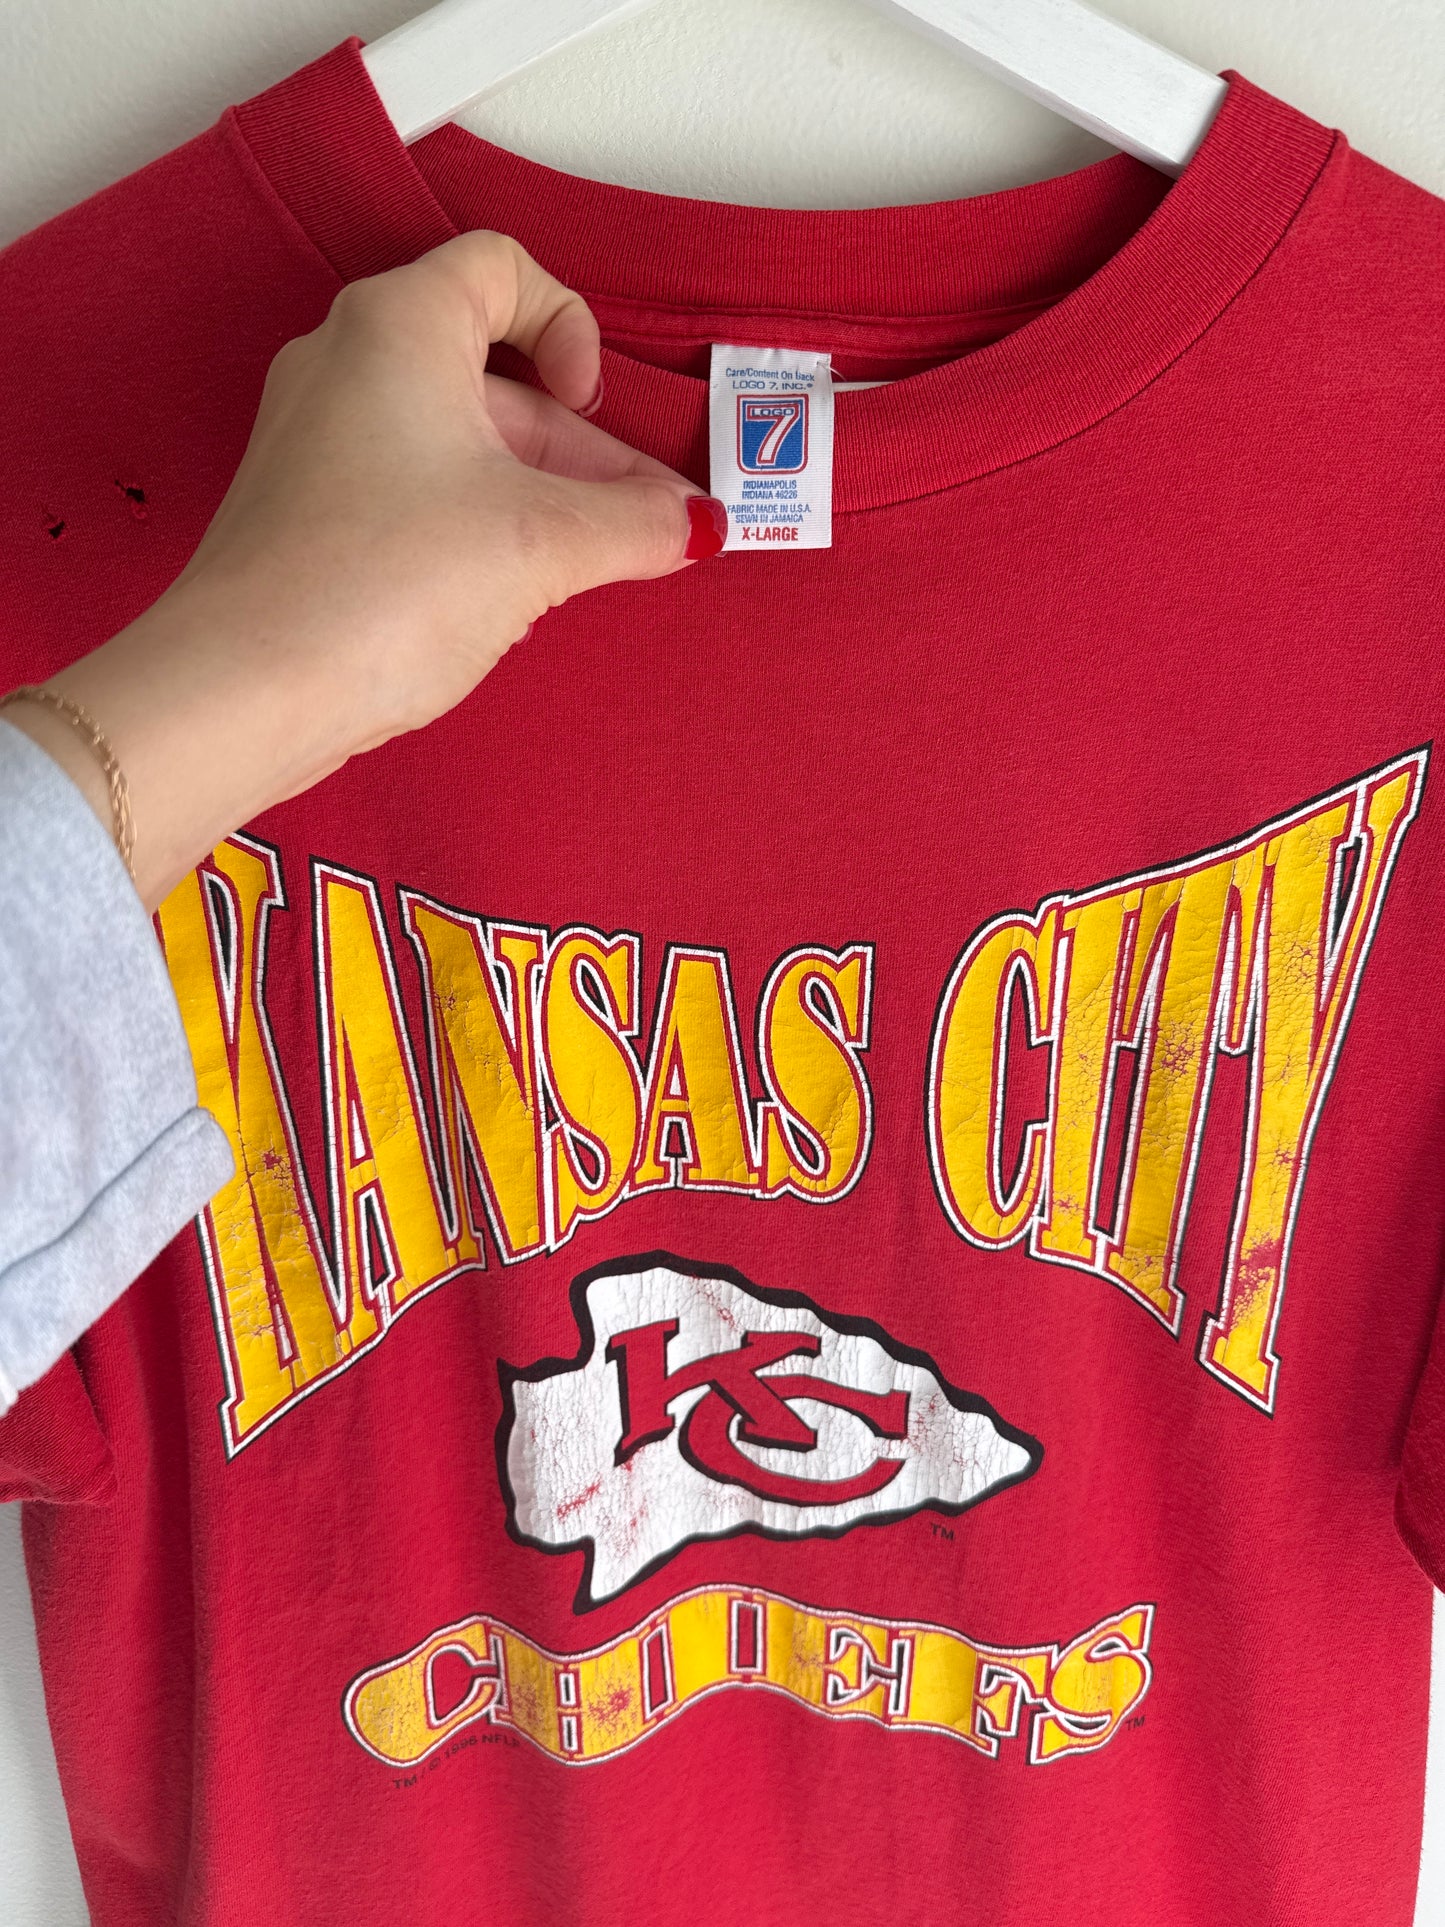 Care/Content On Back
LOGO 7, INC.®
LOGO
7
INDIANAPOLIS
INDIANA 46226
FABRIC MADE IN U.S.A.
SEWN IN JAMAICA
X-LARGE
KANSAS CITY
KC
TM
CHIEFS
TM
TM / © 1996 NFLP